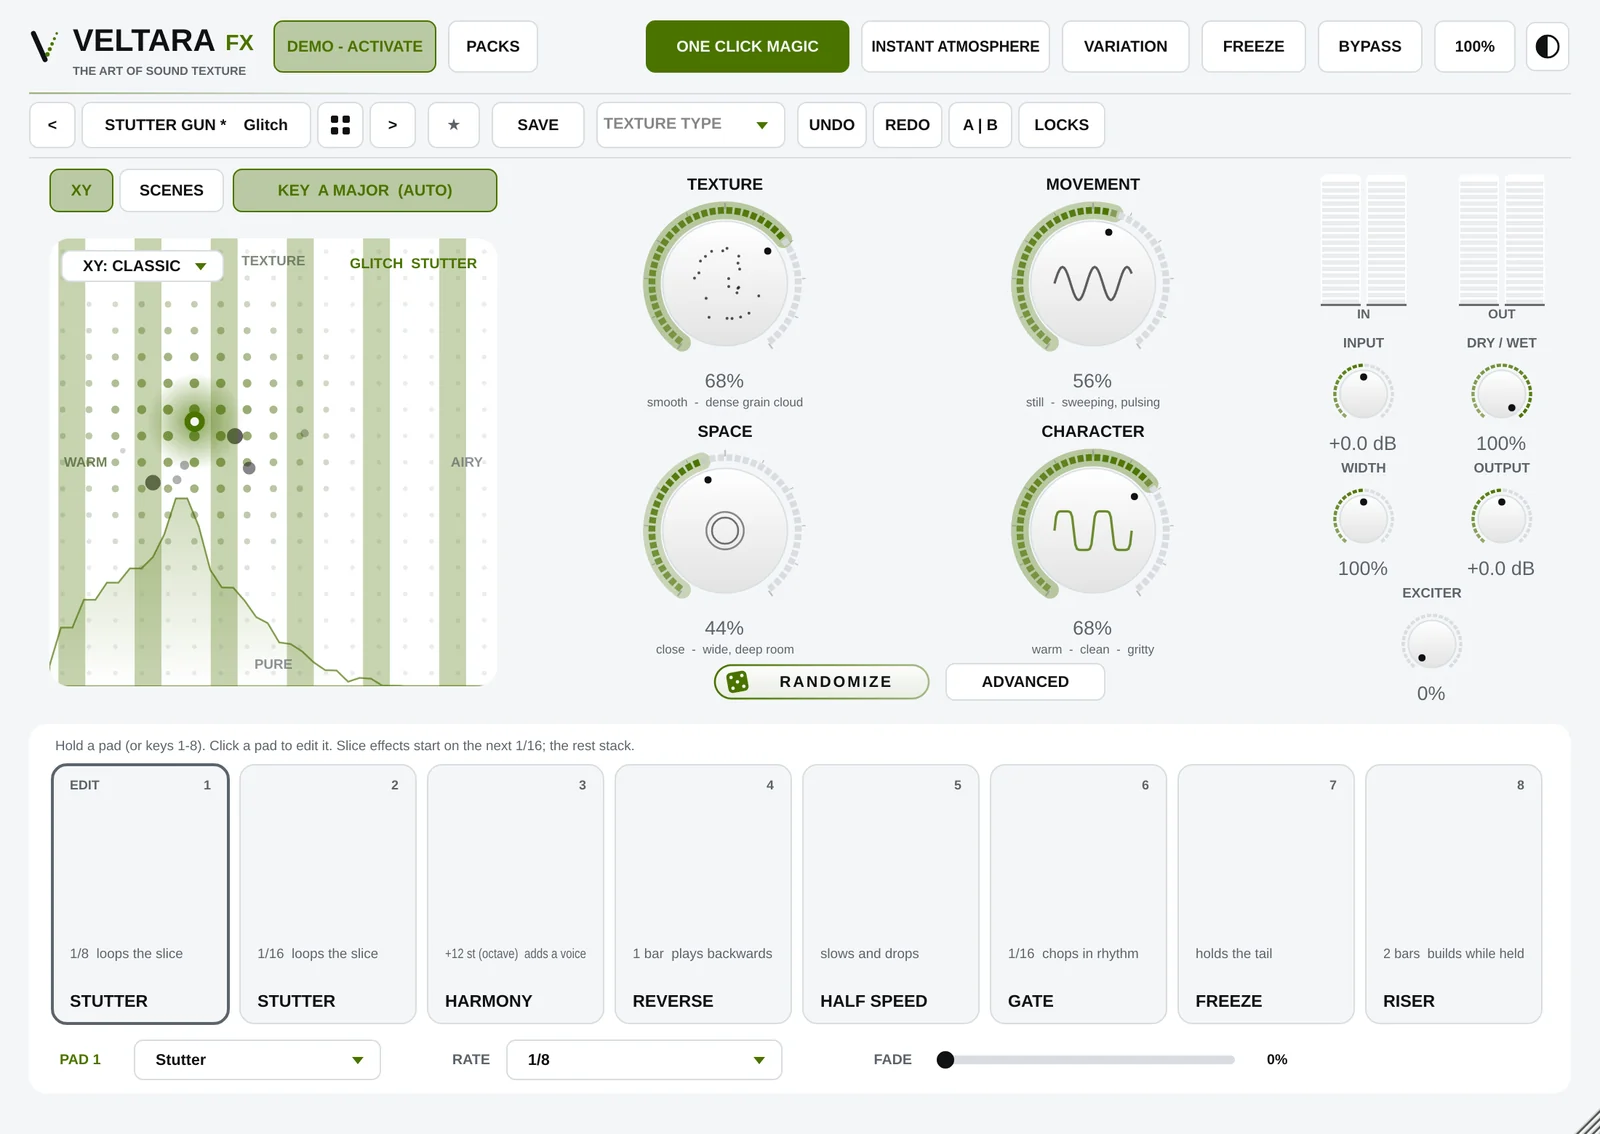 VELTARA FX
THE ART OF SOUND TEXTURE
DEMO - ACTIVATE
PACKS
ONE CLICK MAGIC
INSTANT ATMOSPHERE
VARIATION
FREEZE
BYPASS
100%
<
STUTTER GUN * Glitch
>
★
SAVE
TEXTURE TYPE
UNDO
REDO
A | B
LOCKS
XY
SCENES
KEY A MAJOR (AUTO)
XY: CLASSIC
TEXTURE
GLITCH STUTTER
WARM
AIRY
PURE
TEXTURE
68%
smooth - dense grain cloud
MOVEMENT
56%
still - sweeping, pulsing
SPACE
44%
close - wide, deep room
CHARACTER
68%
warm - clean - gritty
RANDOMIZE
ADVANCED
IN
OUT
INPUT
DRY / WET
+0.0 dB
100%
WIDTH
OUTPUT
100%
+0.0 dB
EXCITER
0%
Hold a pad (or keys 1-8). Click a pad to edit it. Slice effects start on the next 1/16; the rest stack.
EDIT 1
1/8 loops the slice
STUTTER
2
1/16 loops the slice
STUTTER
3
+12 st (octave) adds a voice
HARMONY
4
1 bar plays backwards
REVERSE
5
slows and drops
HALF SPEED
6
1/16 chops in rhythm
GATE
7
holds the tail
FREEZE
8
2 bars builds while held
RISER
PAD 1
Stutter
RATE
1/8
FADE
0%